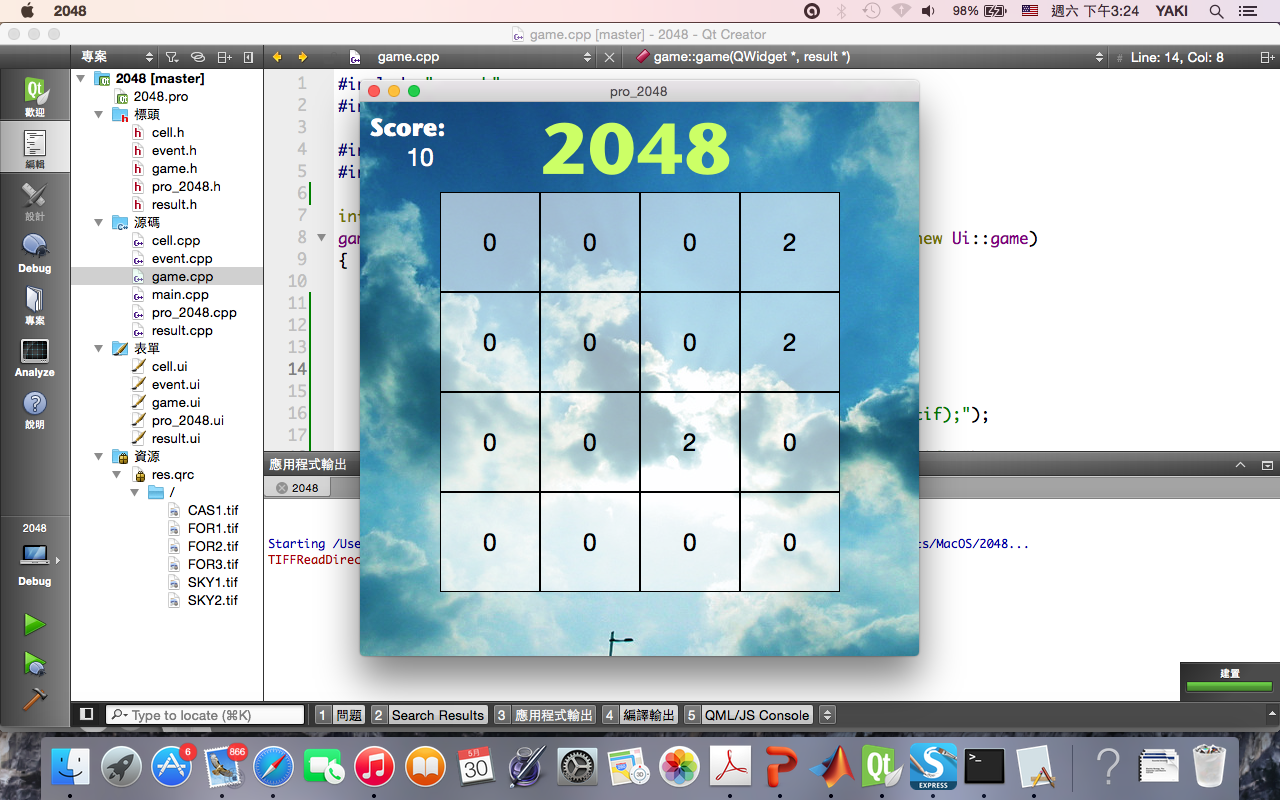 2048
98%
週六 下午3:24
YAKI
game.cpp [master] - 2048 - Qt Creator
專案
game.cpp
game::game(QWidget *, result *)
# Line: 14, Col: 8
歡迎
編輯
設計
Debug
專案
Analyze
說明
2048
Debug
2048 [master]
2048.pro
標頭
cell.h
event.h
game.h
pro_2048.h
result.h
源碼
cell.cpp
event.cpp
game.cpp
main.cpp
pro_2048.cpp
result.cpp
表單
cell.ui
event.ui
game.ui
pro_2048.ui
result.ui
資源
res.qrc
/
CAS1.tif
FOR1.tif
FOR2.tif
FOR3.tif
SKY1.tif
SKY2.tif
1
2 #i
3
4 #i
5 #i
6
7 in
8 ga new Ui::game)
9 {
10
11
12
13
14
15
16 if);");
17
pro_2048
Score:
10
2048
0 0 0 2
0 0 0 2
0 0 2 0
0 0 0 0
應用程式輸出
2048
Starting /Use s/MacOS/2048...
TIFFReadDirec
建置
Type to locate (⌘K)
1 問題
2 Search Results
3 應用程式輸出
4 編譯輸出
5 QML/JS Console
6
866
5月
30
Qt
S
EXPRESS